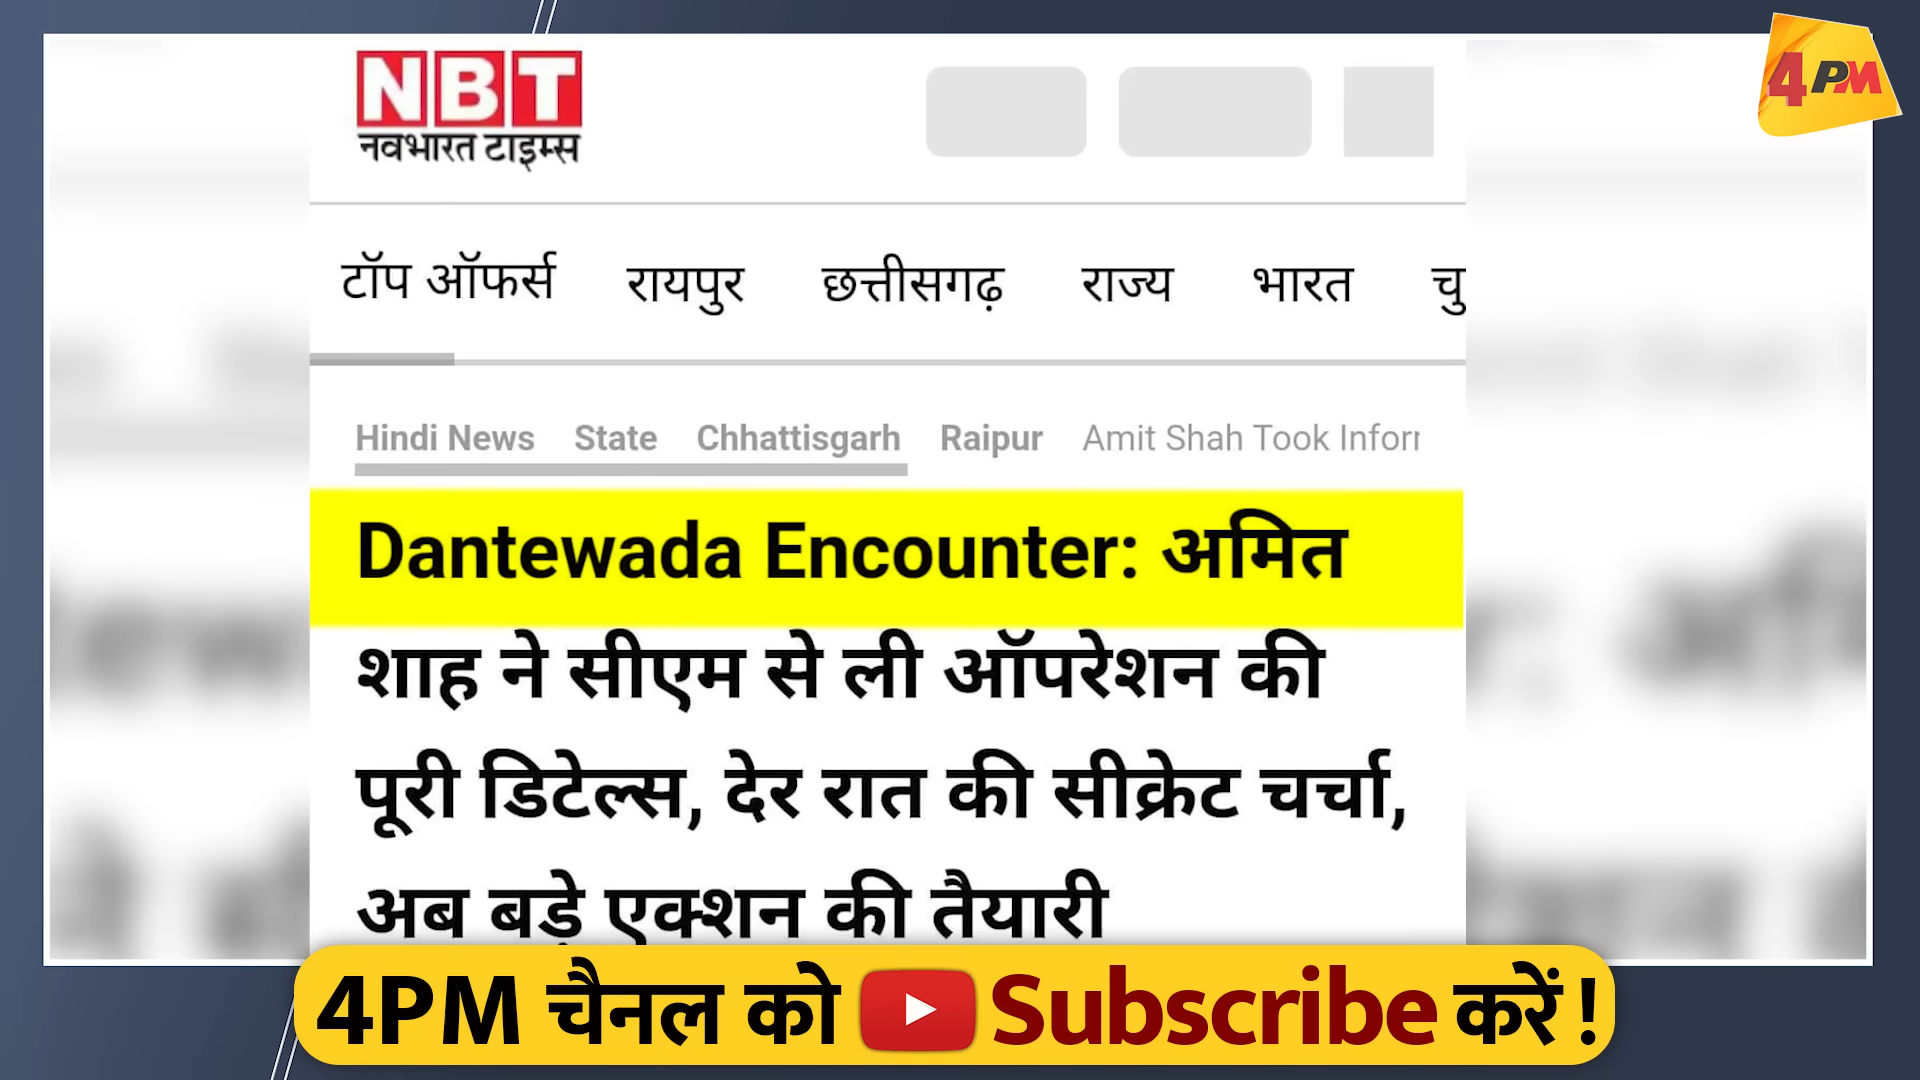 NBT
4PM
नवभारत टाइम्स
टॉप ऑफर्स रायपुर छत्तीसगढ़ राज्य भारत चु
Hindi News State Chhattisgarh Raipur Amit Shah Took Infor
Dantewada Encounter: अमित
शाह ने सीएम से ली ऑपरेशन की
पूरी डिटेल्स, देर रात की सीक्रेट चर्चा,
अब बड़े एक्शन की तैयारी
4PM चैनल को Subscribe करें !